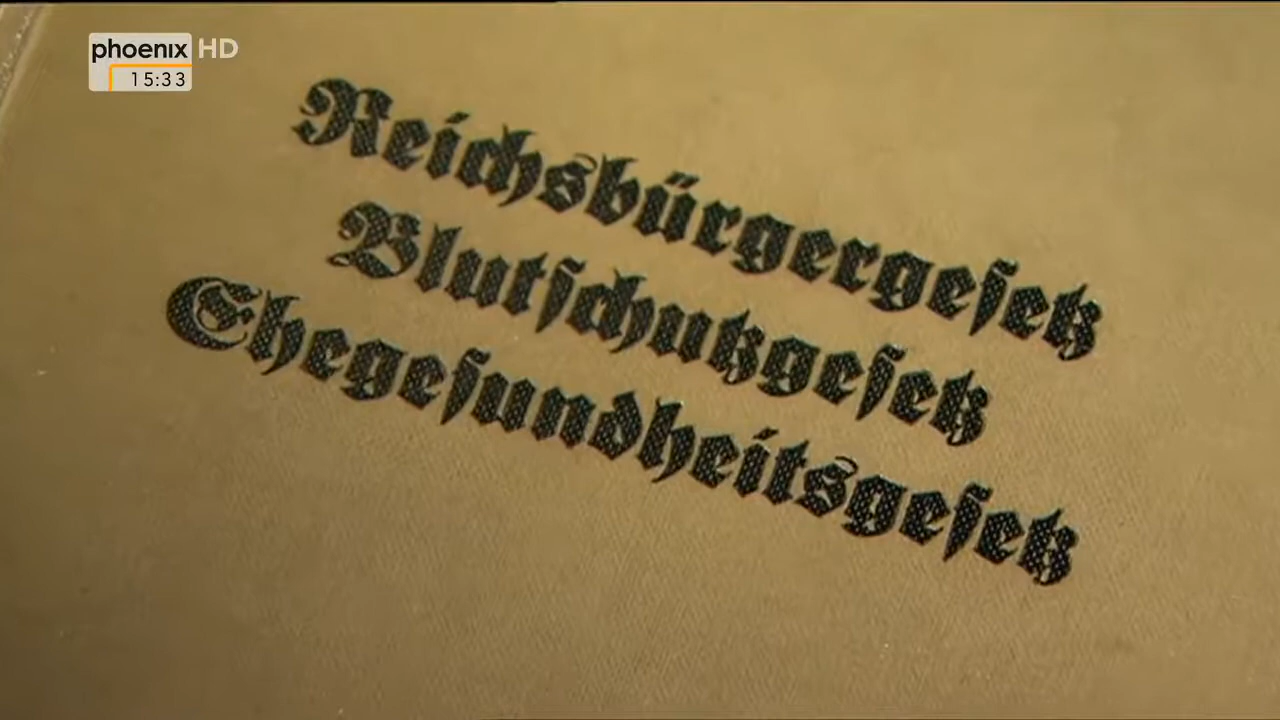 phoenix HD
15:33
Reichsbürgergesetz
Blutschutzgesetz
Ehegesundheitsgesetz